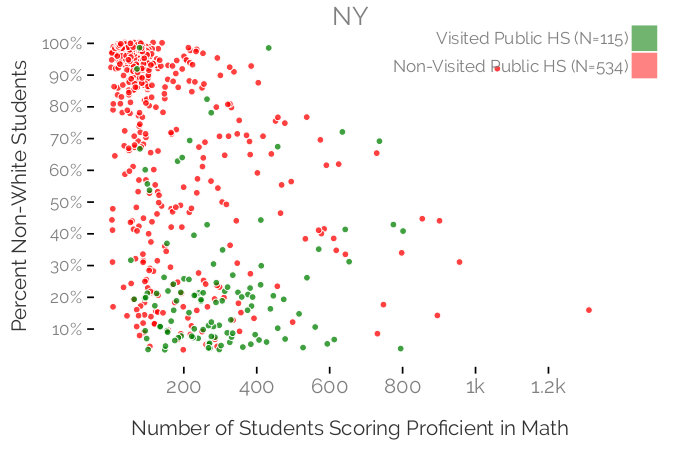 NY
Visited Public HS (N=115)
Non-Visited Public HS (N=534)
Percent Non-White Students
100%
90%
80%
70%
60%
50%
40%
30%
20%
10%
200 400 600 800 1k 1.2k
Number of Students Scoring Proficient in Math